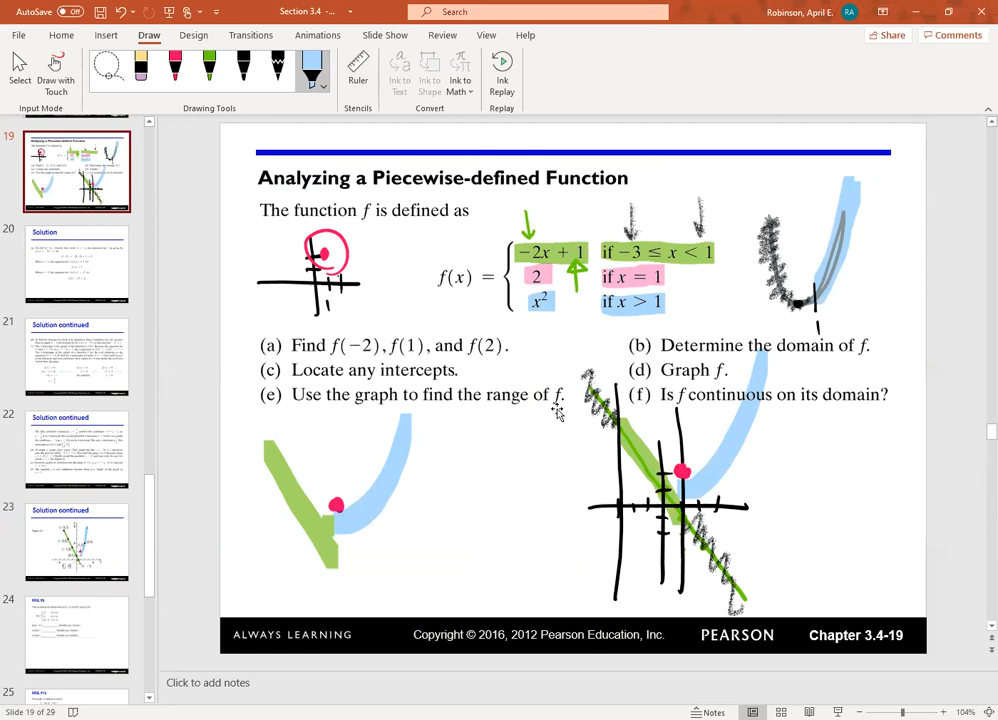 AutoSave Off
Section 3.4 -...
Search
Robinson, April E. RA
File Home Insert Draw Design Transitions Animations Slide Show Review View Help Share Comments
Select
Draw with Touch
Ruler
Ink to Text
Ink to Shape
Ink to Math
Ink Replay
Input Mode Drawing Tools Stencils Convert Replay
19
20
Solution
21
Solution continued
22
Solution continued
23
Solution continued
24
25
Analyzing a Piecewise-defined Function
The function f is defined as
f(x) =
−2x + 1 if −3 ≤ x < 1
2 if x = 1
x² if x > 1
(a) Find f(−2), f(1), and f(2).
(b) Determine the domain of f.
(c) Locate any intercepts.
(d) Graph f.
(e) Use the graph to find the range of f.
(f) Is f continuous on its domain?
ALWAYS LEARNING Copyright © 2016, 2012 Pearson Education, Inc. PEARSON Chapter 3.4-19
Click to add notes
Slide 19 of 29 Notes 104%